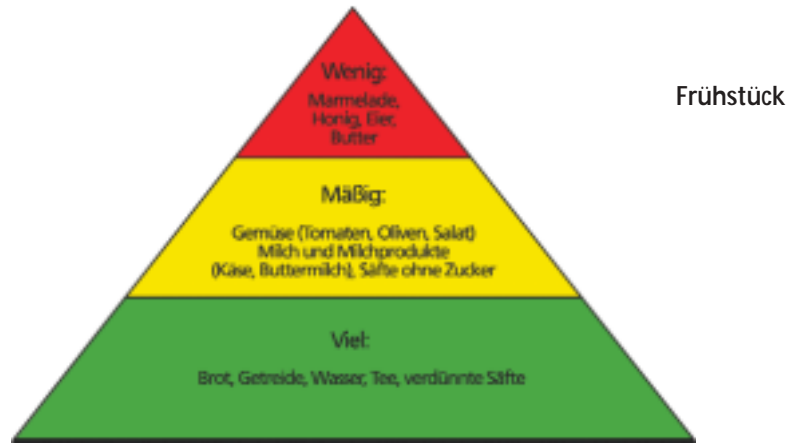 Frühstück
Wenig:
Marmelade,
Honig, Eier,
Butter
Mäßig:
Gemüse (Tomaten, Oliven, Salat)
Milch und Milchprodukte
(Käse, Buttermilch), Säfte ohne Zucker
Viel:
Brot, Getreide, Wasser, Tee, verdünnte Säfte